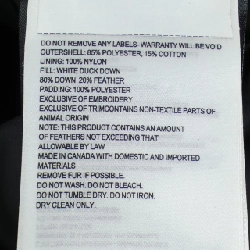 DO NOT REMOVE ANY LABELS- WARRANTY WILL BE VOID
OUTERSHELL: 85% POLYESTER, 15% COTTON
LINING: 100% NYLON
FILL: WHITE DUCK DOWN
80% DOWN 20% FEATHER
PADDING: 100% POLYESTER
EXCLUSIVE OF EMBROIDERY
EXCLUSIVE OF TRIM CONTAINS NON-TEXTILE PARTS OF
ANIMAL ORIGIN
NOTE: THIS PRODUCT CONTAINS AN AMOUNT
OF FEATHERS NOT EXCEEDING THAT
ALLOWABLE BY LAW
MADE IN CANADA WITH DOMESTIC AND IMPORTED
MATERIALS
REMOVE FUR IF POSSIBLE.
DO NOT WASH. DO NOT BLEACH.
DO NOT TUMBLE DRY. DO NOT IRON.
DRY CLEAN ONLY.